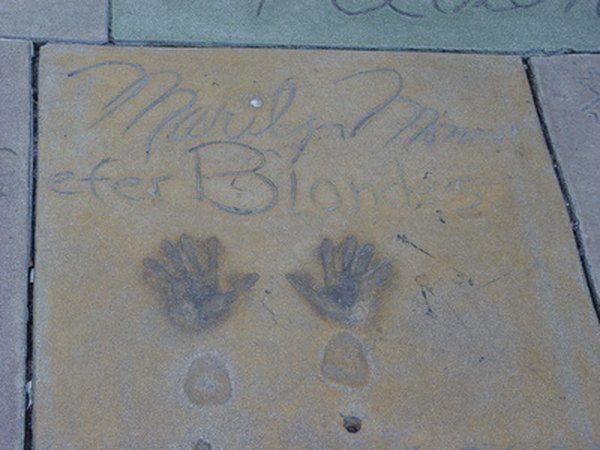 Marilyn Monroe
efer Blondes